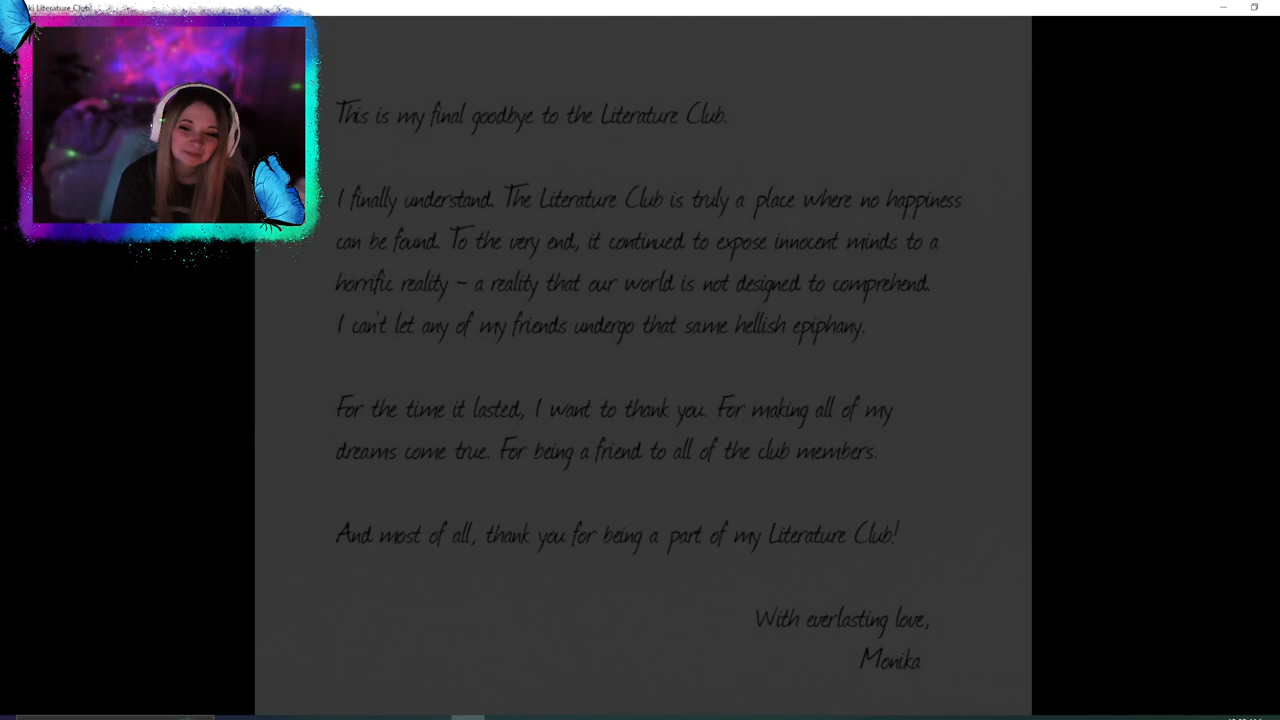 ki Literature Club!
This is my final goodbye to the Literature Club.
I finally understand. The Literature Club is truly a place where no happiness
can be found. To the very end, it continued to expose innocent minds to a
horrific reality – a reality that our world is not designed to comprehend.
I can't let any of my friends undergo that same hellish epiphany.
For the time it lasted, I want to thank you. For making all of my
dreams come true. For being a friend to all of the club members.
And most of all, thank you for being a part of my Literature Club!
With everlasting love,
Monika